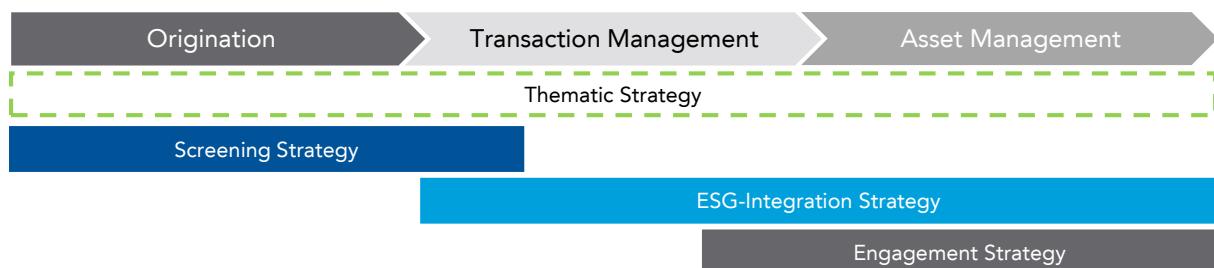 Origination
Transaction Management
Asset Management
Thematic Strategy
Screening Strategy
ESG-Integration Strategy
Engagement Strategy